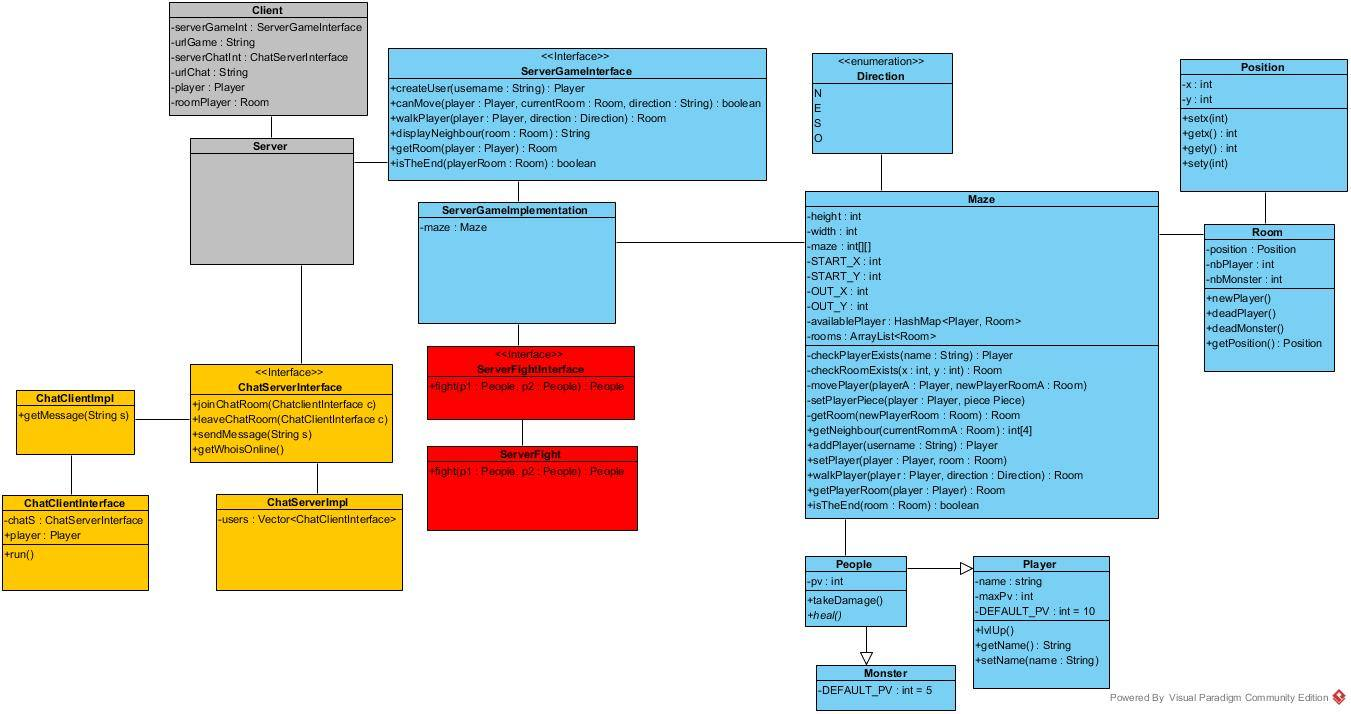 Client
-serverGameInt : ServerGameInterface
-urlGame : String
-serverChatInt : ChatServerInterface
-urlChat : String
-player : Player
-roomPlayer : Room
Server
<<Interface>>
ServerGameInterface
+createUser(username : String) : Player
+canMove(player : Player, currentRoom : Room, direction : String) : boolean
+walkPlayer(player : Player, direction : Direction) : Room
+displayNeighbour(room : Room) : String
+getRoom(player : Player) : Room
+isTheEnd(playerRoom : Room) : boolean
<<enumeration>>
Direction
N
E
S
O
Position
-x : int
-y : int
+setx(int)
+getx() : int
+gety() : int
+sety(int)
ServerGameImplementation
-maze : Maze
Maze
-height : int
-width : int
-maze : int[][]
-START_X : int
-START_Y : int
-OUT_X : int
-OUT_Y : int
-availablePlayer : HashMap<Player, Room>
-rooms : ArrayList<Room>
-checkPlayerExists(name : String) : Player
-checkRoomExists(x : int, y : int) : Room
-movePlayer(playerA : Player, newPlayerRoomA : Room)
-setPlayerPiece(player : Player, piece Piece)
-getRoom(newPlayerRoom : Room) : Room
+getNeighbour(currentRommA : Room) : int[4]
+addPlayer(username : String) : Player
+setPlayer(player : Player, room : Room)
+walkPlayer(player : Player, direction : Direction) : Room
+getPlayerRoom(player : Player) : Room
+isTheEnd(room : Room) : boolean
Room
-position : Position
-nbPlayer : int
-nbMonster : int
+newPlayer()
+deadPlayer()
+deadMonster()
+getPosition() : Position
<<Interface>>
ServerFightInterface
+fight(p1 : People, p2 : People) : People
ServerFight
+fight(p1 : People, p2 : People) : People
<<Interface>>
ChatServerInterface
+joinChatRoom(ChatclientInterface c)
+leaveChatRoom(ChatClientInterface c)
+sendMessage(String s)
+getWhoisOnline()
ChatClientImpl
+getMessage(String s)
ChatClientInterface
-chatS : ChatServerInterface
+player : Player
+run()
ChatServerImpl
-users : Vector<ChatClientInterface>
People
-pv : int
+takeDamage()
+heal()
Player
-name : string
-maxPv : int
-DEFAULT_PV : int = 10
+lvlUp()
+getName() : String
+setName(name : String)
Monster
-DEFAULT_PV : int = 5
Powered By Visual Paradigm Community Edition